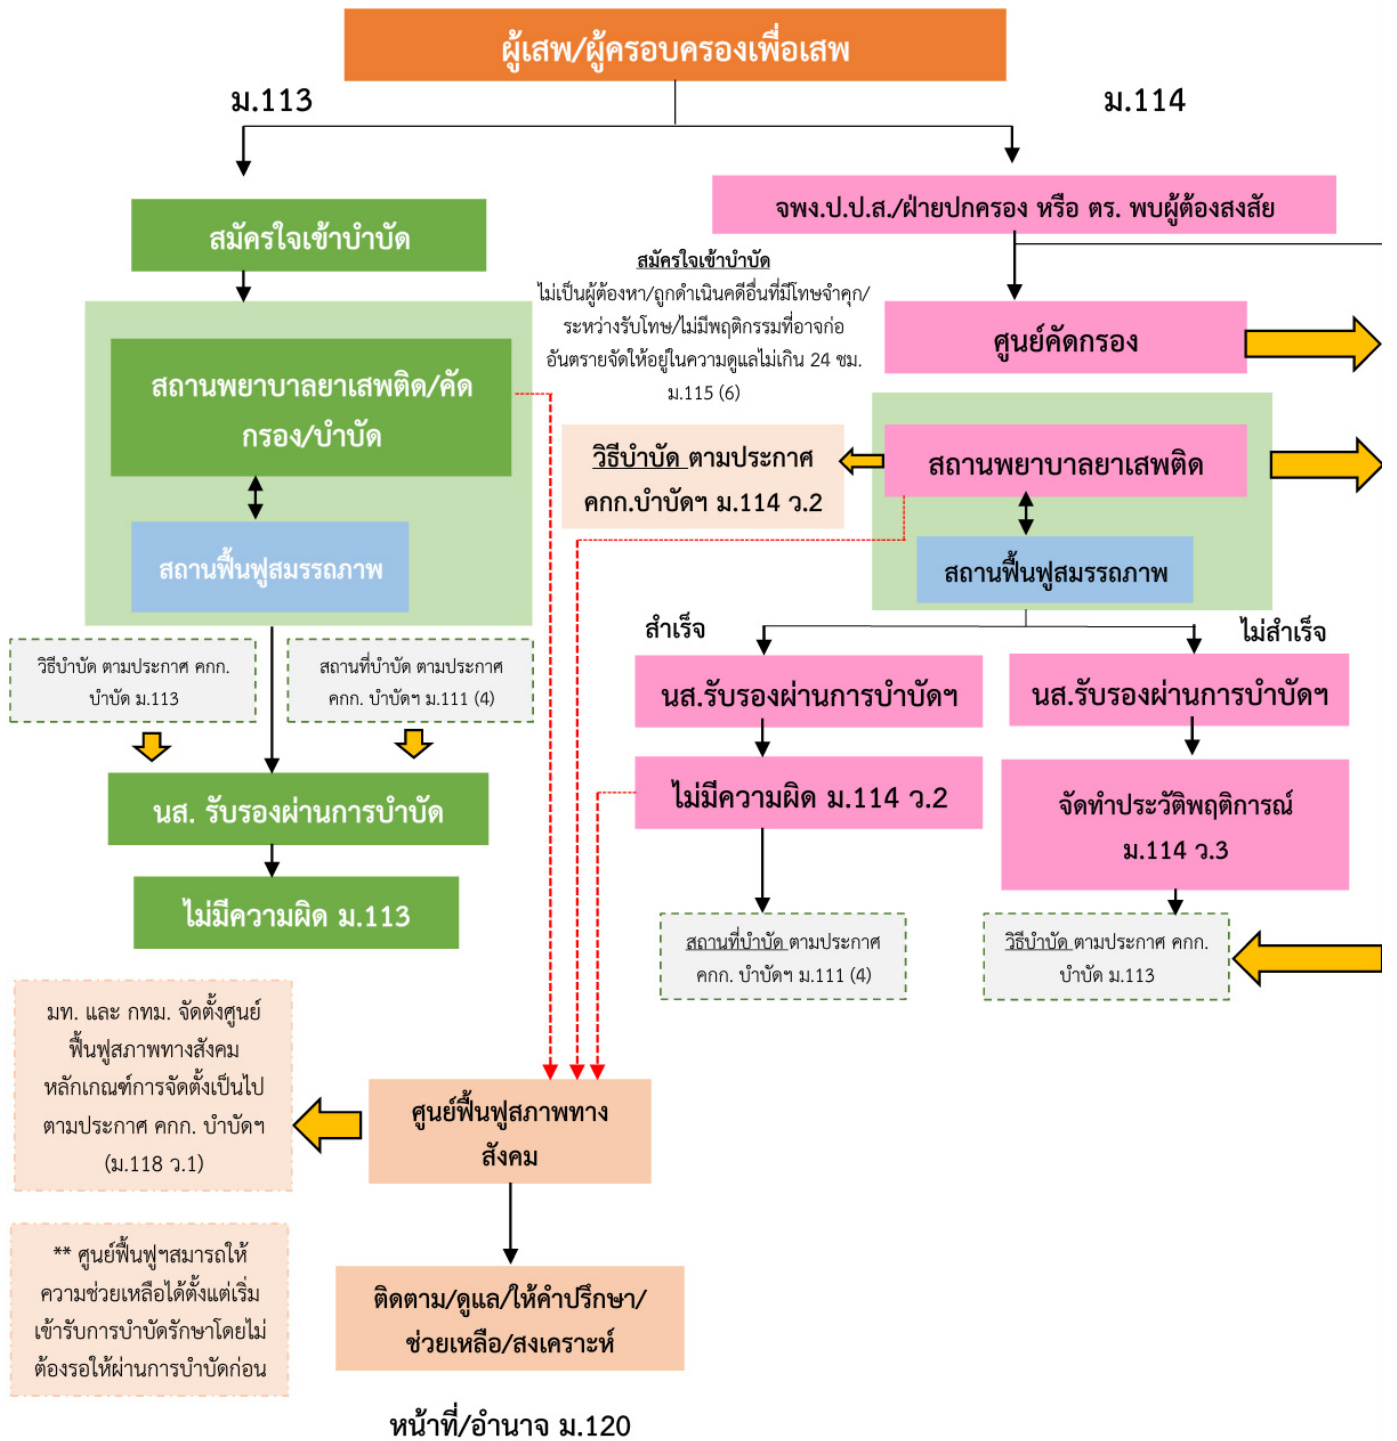 ผู้เสพ/ผู้ครอบครองเพื่อเสพ
ม.113
ม.114
สมัครใจเข้าบำบัด
สถานพยาบาลยาเสพติด/คัด
กรอง/บำบัด
สถานฟื้นฟูสมรรถภาพ
วิธีบำบัด ตามประกาศ คกก.
บำบัด ม.113
สถานที่บำบัด ตามประกาศ
คกก. บำบัดฯ ม.111 (4)
นส. รับรองผ่านการบำบัด
ไม่มีความผิด ม.113
จพง.ป.ป.ส./ฝ่ายปกครอง หรือ ตร. พบผู้ต้องสงสัย
สมัครใจเข้าบำบัด
ไม่เป็นผู้ต้องหา/ถูกดำเนินคดีอื่นที่มีโทษจำคุก/
ระหว่างรับโทษ/ไม่มีพฤติกรรมที่อาจก่อ
อันตรายจัดให้อยู่ในความดูแลไม่เกิน 24 ชม.
ม.115 (6)
ศูนย์คัดกรอง
วิธีบำบัด ตามประกาศ
คกก.บำบัดฯ ม.114 ว.2
สถานพยาบาลยาเสพติด
สถานฟื้นฟูสมรรถภาพ
สำเร็จ
ไม่สำเร็จ
นส.รับรองผ่านการบำบัดฯ
นส.รับรองผ่านการบำบัดฯ
ไม่มีความผิด ม.114 ว.2
จัดทำประวัติพฤติการณ์
ม.114 ว.3
สถานที่บำบัด ตามประกาศ
คกก. บำบัดฯ ม.111 (4)
วิธีบำบัด ตามประกาศ คกก.
บำบัด ม.113
มท. และ กทม. จัดตั้งศูนย์
ฟื้นฟูสภาพทางสังคม
หลักเกณฑ์การจัดตั้งเป็นไป
ตามประกาศ คกก. บำบัดฯ
(ม.118 ว.1)
ศูนย์ฟื้นฟูสภาพทาง
สังคม
** ศูนย์ฟื้นฟูฯสมารถให้
ความช่วยเหลือได้ตั้งแต่เริ่ม
เข้ารับการบำบัดรักษาโดยไม่
ต้องรอให้ผ่านการบำบัดก่อน
ติดตาม/ดูแล/ให้คำปรึกษา/
ช่วยเหลือ/สงเคราะห์
หน้าที่/อำนาจ ม.120